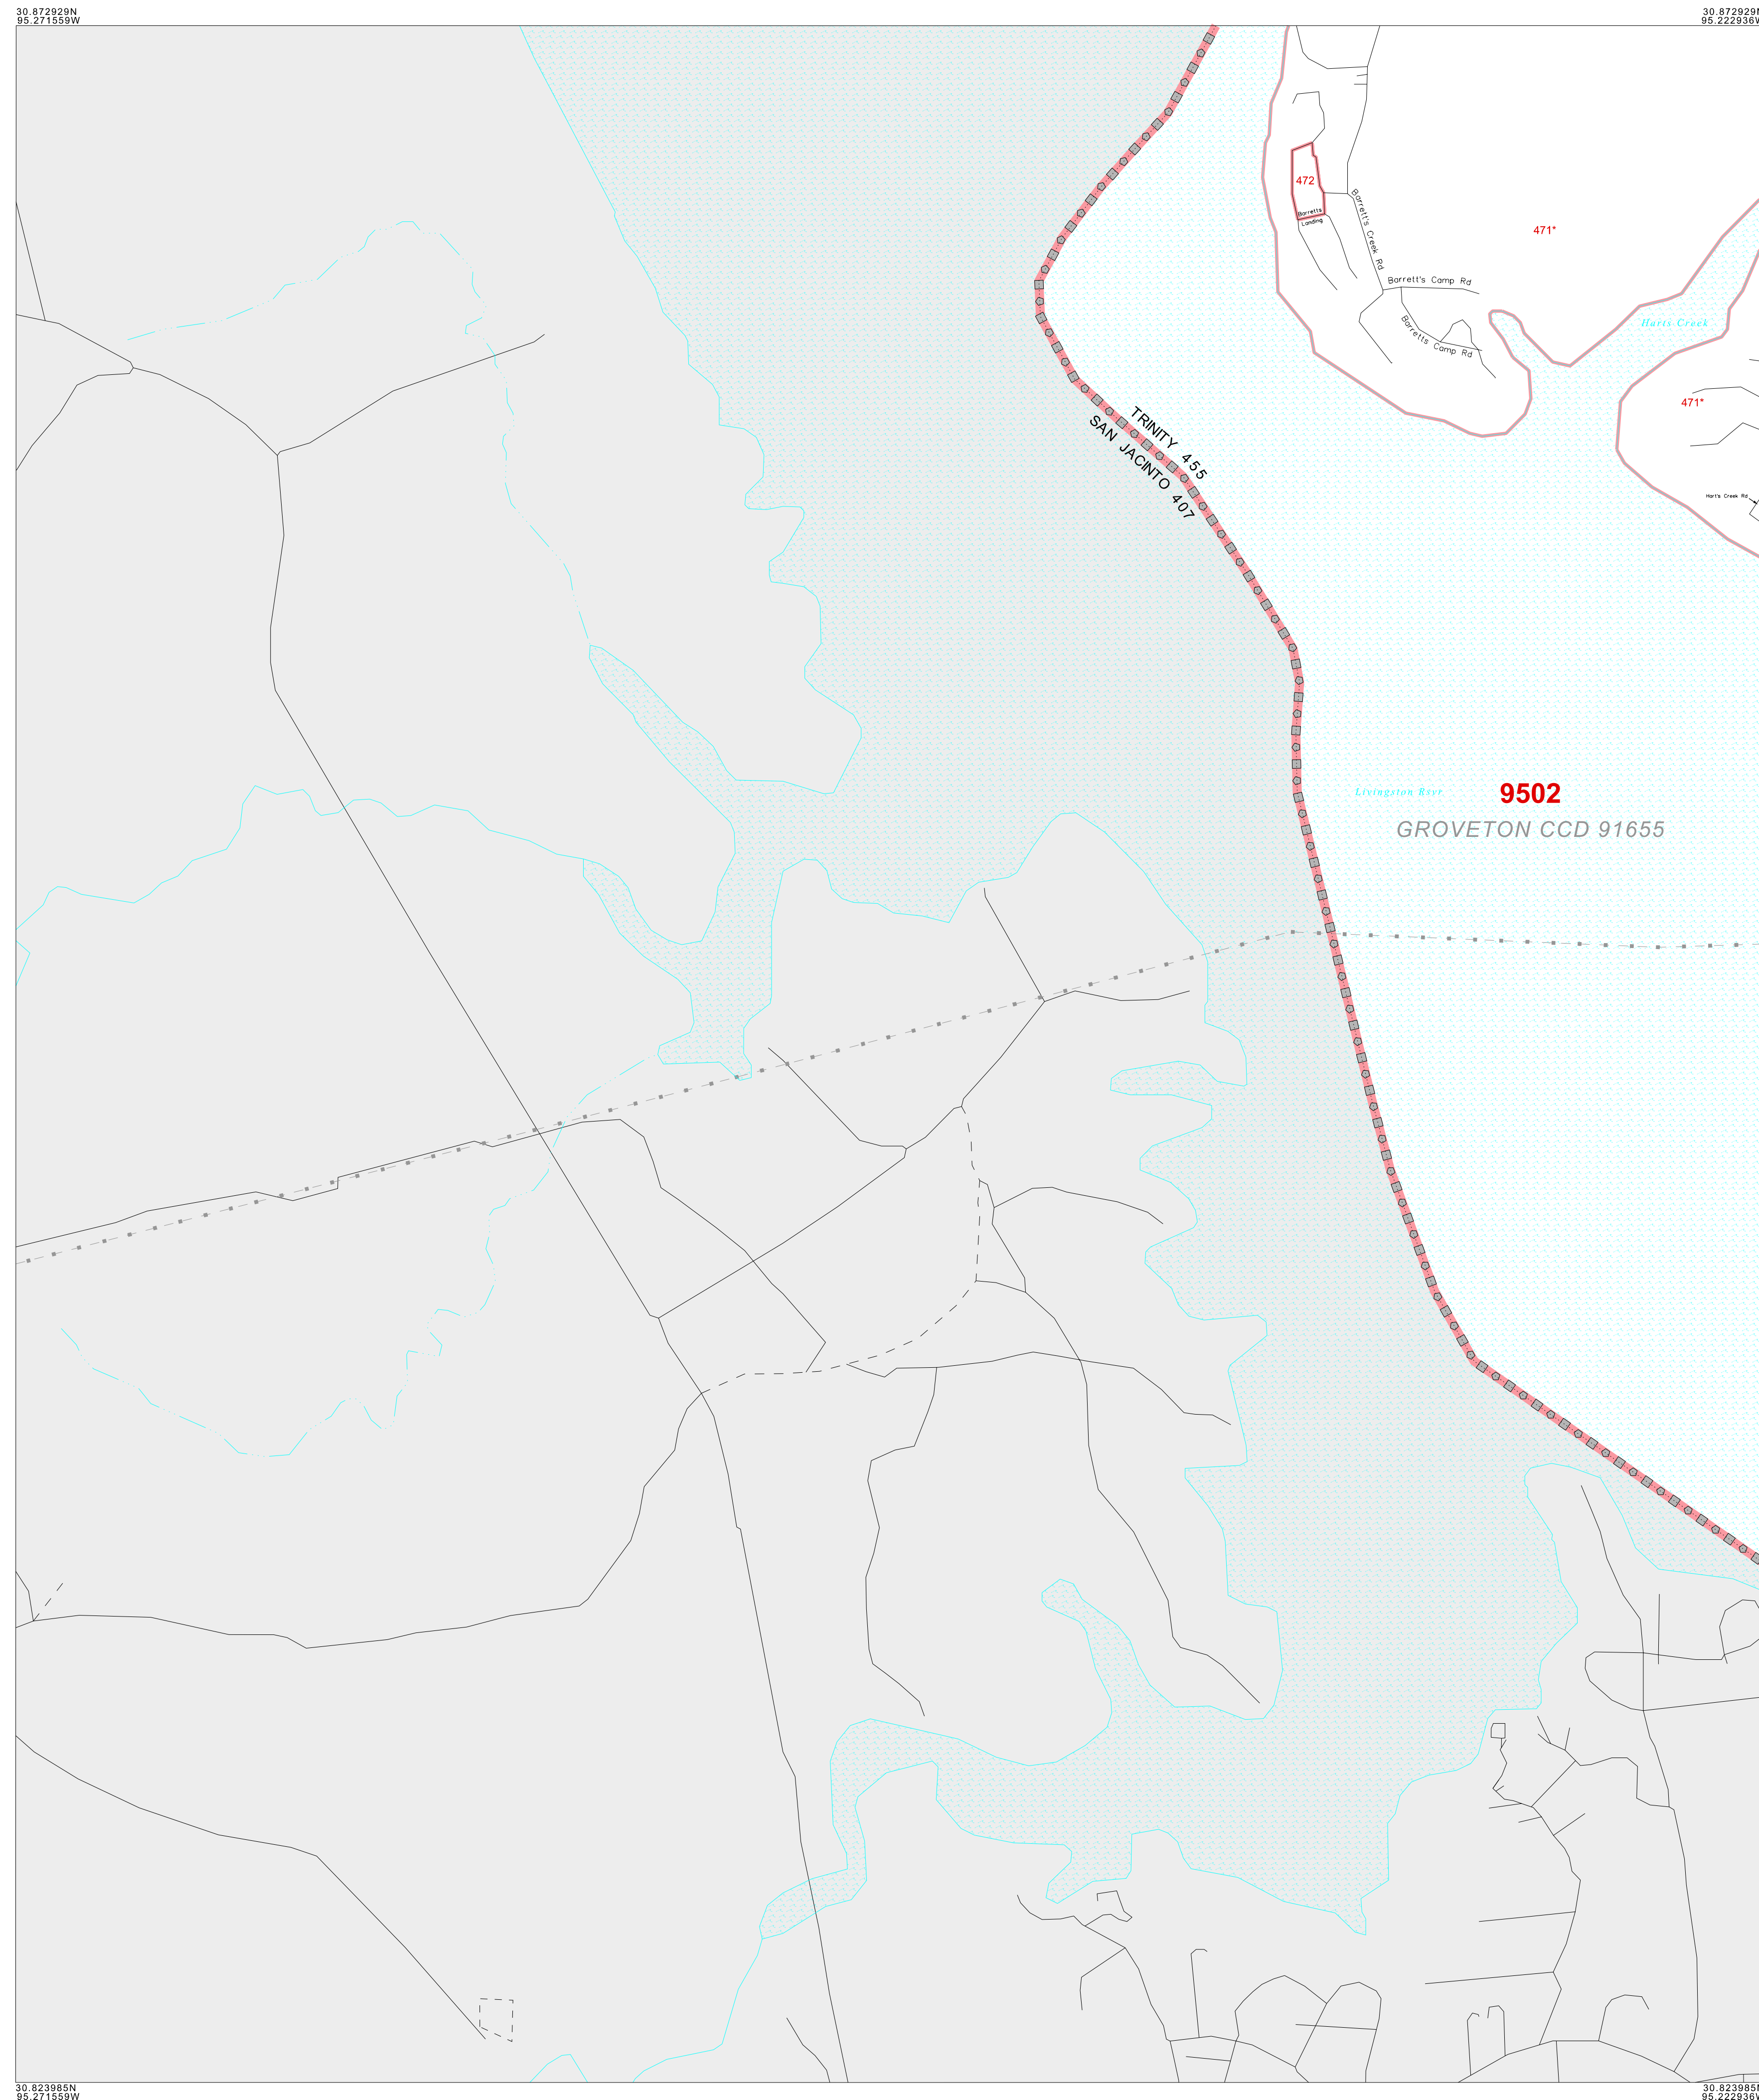 30.872929N
95.271559W
30.872929N
95.222936W
472
Barretts
Landing
Barrett's Creek Rd
471*
Barrett's Camp Rd
Barretts Camp Rd
Harts Creek
471*
Hart's Creek Rd
TRINITY 455
SAN JACINTO 407
Livingston Rsvr
9502
GROVETON CCD 91655
30.823985N
95.271559W
30.823985N
95.222936W